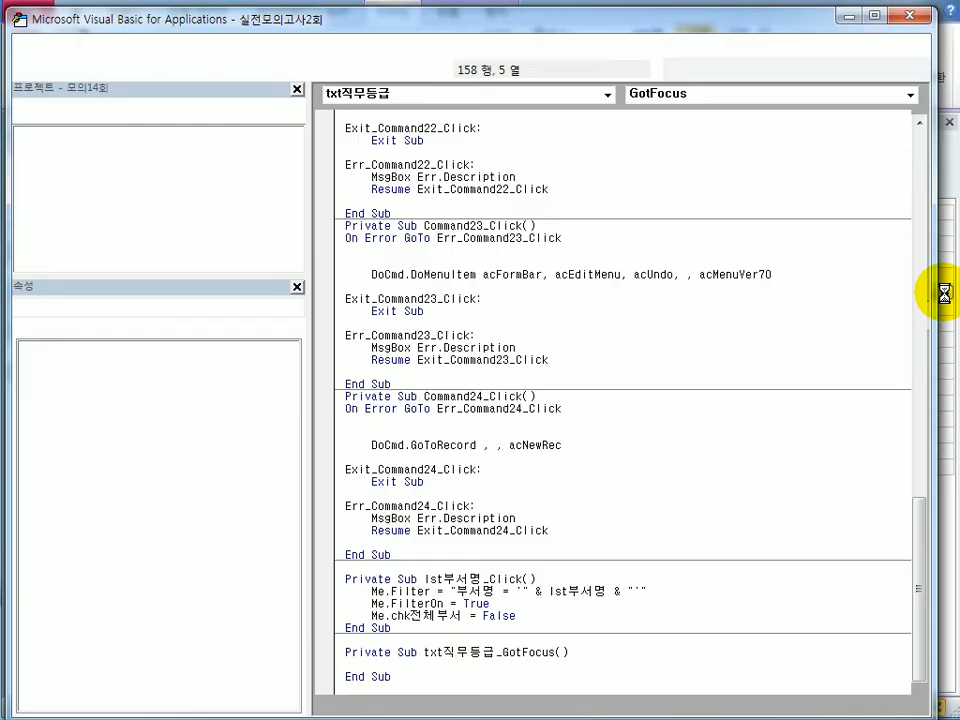 Microsoft Visual Basic for Applications - 실전모의고사2회
158 행, 5 열
프로젝트 - 모의14회
txt직무등급
GotFocus
Exit_Command22_Click:
Exit Sub
Err_Command22_Click:
MsgBox Err.Description
Resume Exit_Command22_Click
End Sub
Private Sub Command23_Click()
On Error GoTo Err_Command23_Click
DoCmd.DoMenuItem acFormBar, acEditMenu, acUndo, , acMenuVer70
속성
Exit_Command23_Click:
Exit Sub
Err_Command23_Click:
MsgBox Err.Description
Resume Exit_Command23_Click
End Sub
Private Sub Command24_Click()
On Error GoTo Err_Command24_Click
DoCmd.GoToRecord , , acNewRec
Exit_Command24_Click:
Exit Sub
Err_Command24_Click:
MsgBox Err.Description
Resume Exit_Command24_Click
End Sub
Private Sub lst부서명_Click()
Me.Filter = "부서명 = '" & lst부서명 & "'"
Me.FilterOn = True
Me.chk전체부서 = False
End Sub
Private Sub txt직무등급_GotFocus()
End Sub